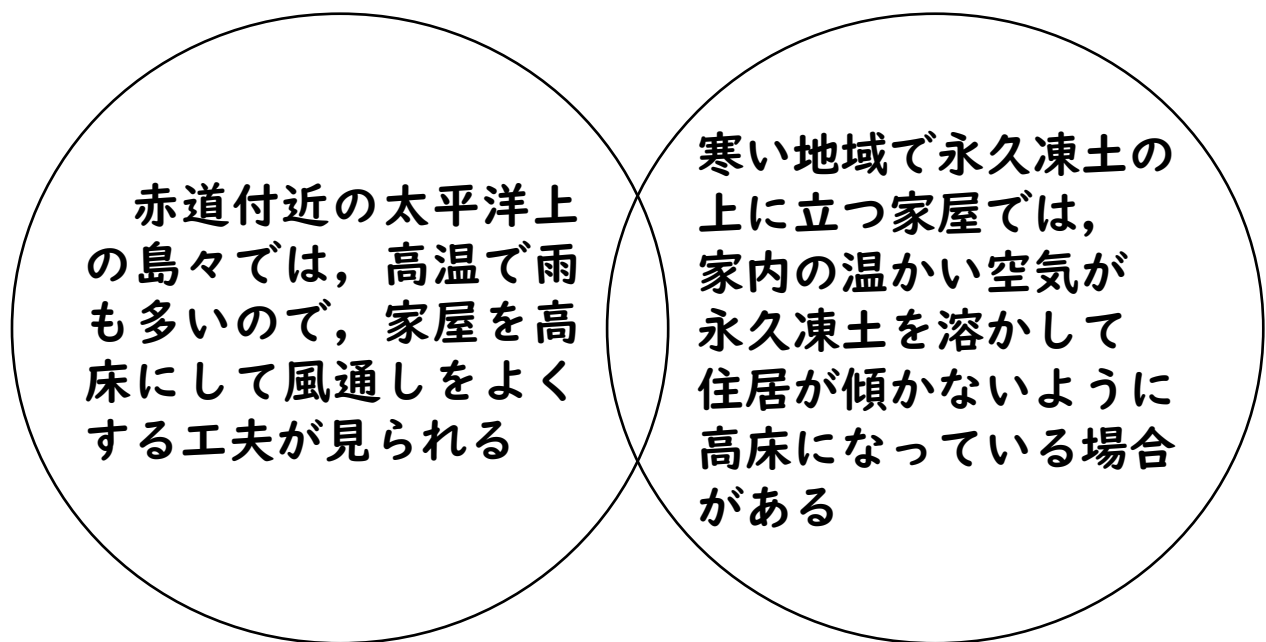 赤道付近の太平洋上
の島々では，高温で雨
も多いので，家屋を高
床にして風通しをよく
する工夫が見られる
寒い地域で永久凍土の
上に立つ家屋では，
家内の温かい空気が
永久凍土を溶かして
住居が傾かないように
高床になっている場合
がある